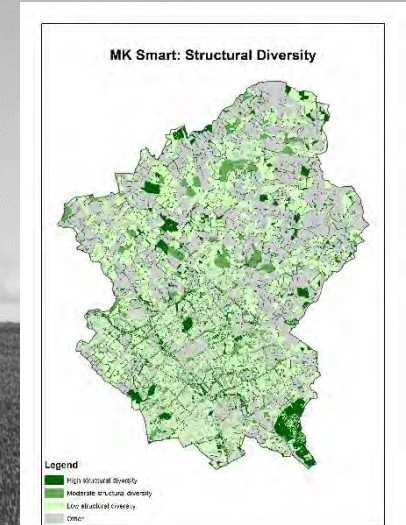 MK Smart: Structural Diversity
Legend
High structural diversity
Moderate structural diversity
Low structural diversity
Other